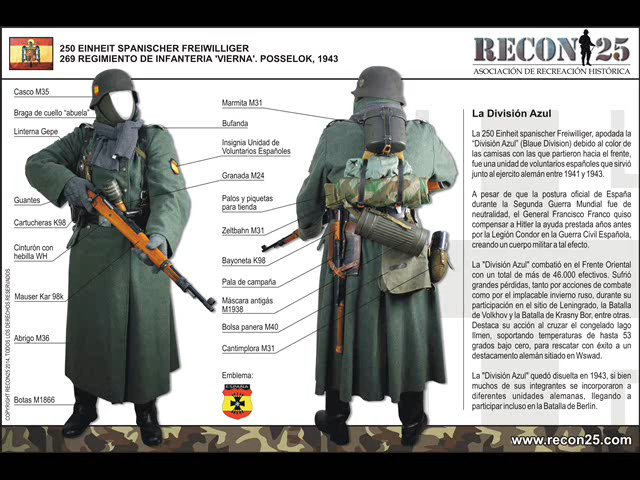 250 EINHEIT SPANISCHER FREIWILLIGER
269 REGIMIENTO DE INFANTERIA 'VIERNA'. POSSELOK, 1943
RECON 25
ASOCIACIÓN DE RECREACIÓN HISTÓRICA
Casco M35
Braga de cuello “abuela”
Linterna Gepe
Guantes
Cartucheras K98
Cinturón con
hebilla WH
Mauser Kar 98k
Abrigo M36
Botas M1866
Marmita M31
Bufanda
Insignia Unidad de
Voluntarios Españoles
Granada M24
Palos y piquetas
para tienda
Zeltbahn M31
Bayoneta K98
Pala de campaña
Máscara antigás
M1938
Bolsa panera M40
Cantimplora M31
Emblema:
ESPAÑA
La División Azul
La 250 Einheit spanischer Freiwilliger, apodada la
“División Azul” (Blaue Division) debido al color de
las camisas con las que partieron hacia el frente,
fue una unidad de voluntarios españoles que sirvió
junto al ejercito alemán entre 1941 y 1943.
A pesar de que la postura oficial de España
durante la Segunda Guerra Mundial fue de
neutralidad, el General Francisco Franco quiso
compensar a Hitler la ayuda prestada años antes
por la Legión Condor en la Guerra Civil Española,
creando un cuerpo militar a tal efecto.
La "División Azul" combatió en el Frente Oriental
con un total de más de 46.000 efectivos. Sufrió
grandes pérdidas, tanto por acciones de combate
como por el implacable invierno ruso, durante su
participación en el sitio de Leningrado, la Batalla
de Volkhov y la Batalla de Krasny Bor, entre otras.
Destaca su acción al cruzar el congelado lago
Ilmen, soportando temperaturas de hasta 53
grados bajo cero, para rescatar con éxito a un
destacamento alemán sitiado en Wswad.
La "División Azul" quedó disuelta en 1943, si bien
muchos de sus integrantes se incorporaron a
diferentes unidades alemanas, llegando a
participar incluso en la Batalla de Berlín.
COPYRIGHT RECON25 2014, TODOS LOS DERECHOS RESERVADOS
www.recon25.com